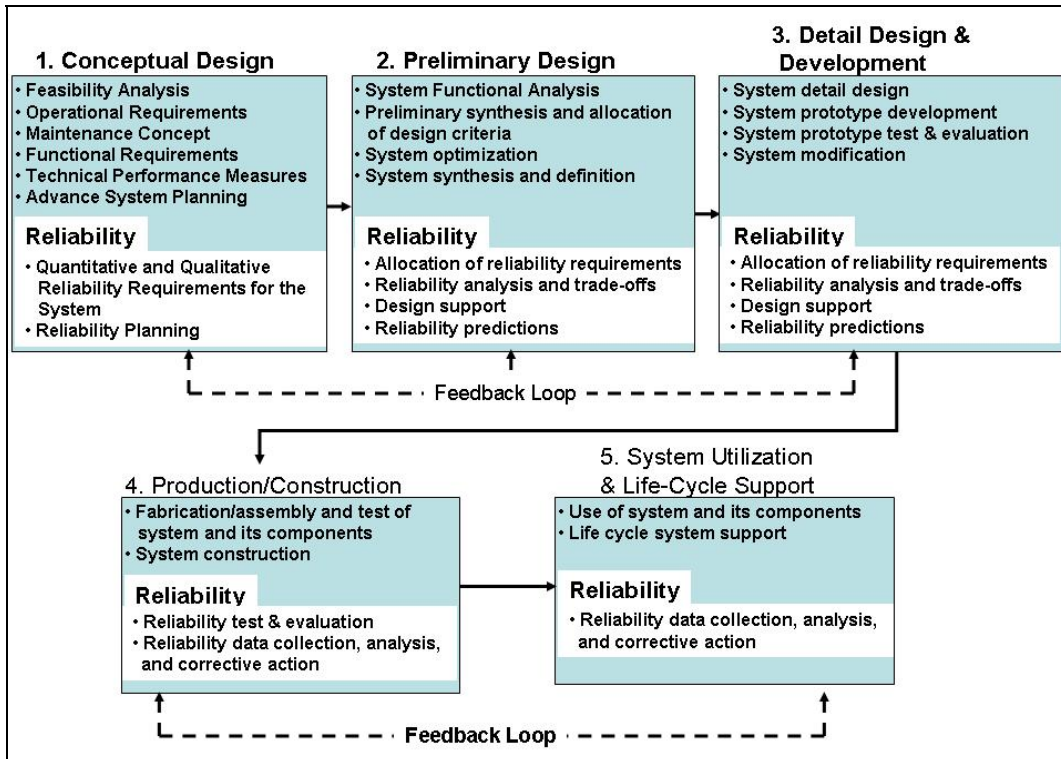 1. Conceptual Design
• Feasibility Analysis
• Operational Requirements
• Maintenance Concept
• Functional Requirements
• Technical Performance Measures
• Advance System Planning
Reliability
• Quantitative and Qualitative
Reliability Requirements for the
System
• Reliability Planning
2. Preliminary Design
• System Functional Analysis
• Preliminary synthesis and allocation
of design criteria
• System optimization
• System synthesis and definition
Reliability
• Allocation of reliability requirements
• Reliability analysis and trade-offs
• Design support
• Reliability predictions
3. Detail Design &
Development
• System detail design
• System prototype development
• System prototype test & evaluation
• System modification
Reliability
• Allocation of reliability requirements
• Reliability analysis and trade-offs
• Design support
• Reliability predictions
Feedback Loop
4. Production/Construction
• Fabrication/assembly and test of
system and its components
• System construction
Reliability
• Reliability test & evaluation
• Reliability data collection, analysis,
and corrective action
5. System Utilization
& Life-Cycle Support
• Use of system and its components
• Life cycle system support
Reliability
• Reliability data collection, analysis,
and corrective action
Feedback Loop